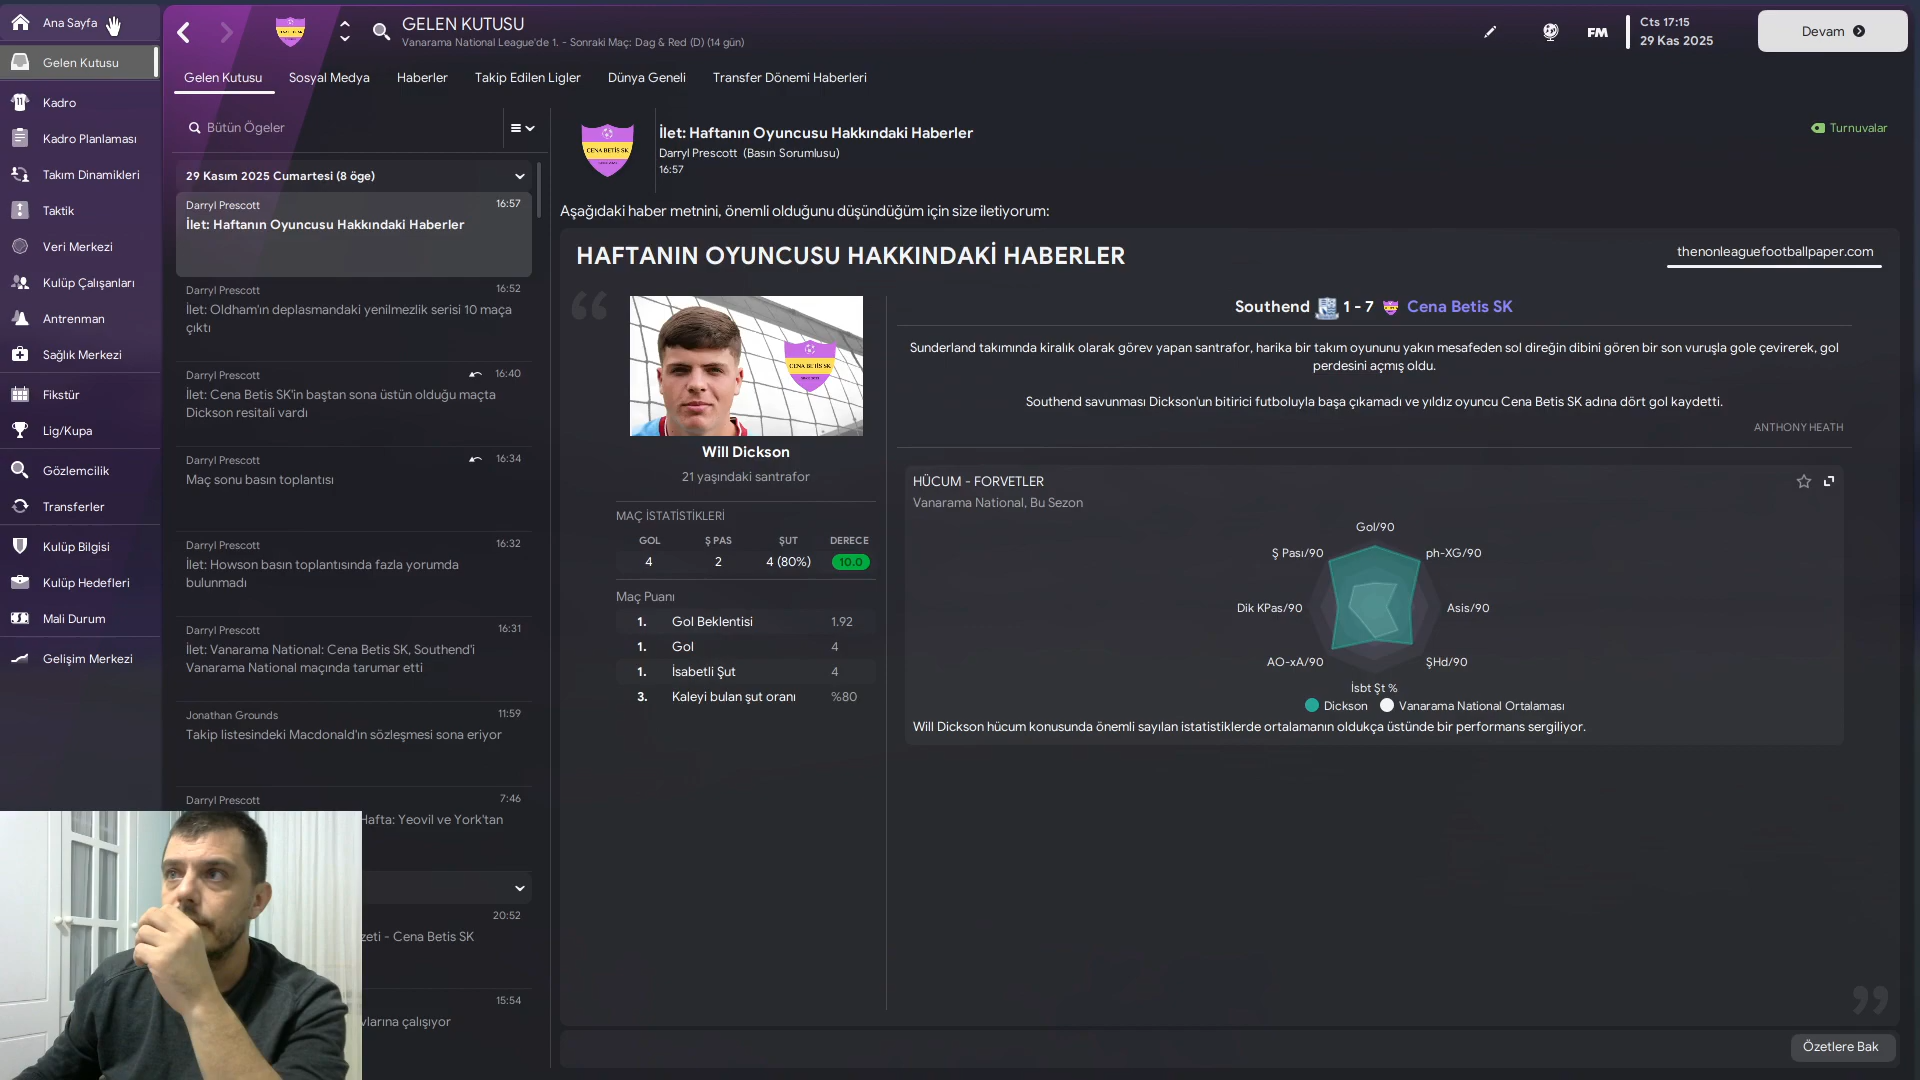 Ana Sayfa
Gelen Kutusu
Kadro
Kadro Planlaması
Takım Dinamikleri
Taktik
Veri Merkezi
Kulüp Çalışanları
Antrenman
Sağlık Merkezi
Fikstür
Lig/Kupa
Gözlemcilik
Transferler
Kulüp Bilgisi
Kulüp Hedefleri
Mali Durum
Gelişim Merkezi
GELEN KUTUSU
Vanarama National League'de 1. - Sonraki Maç: Dag & Red (D) (14 gün)
FM
Cts 17:15
29 Kas 2025
Devam
Gelen Kutusu Sosyal Medya Haberler Takip Edilen Ligler Dünya Geneli Transfer Dönemi Haberleri
Bütün Ögeler
29 Kasım 2025 Cumartesi (8 öge)
Darryl Prescott 16:57
İlet: Haftanın Oyuncusu Hakkındaki Haberler
Darryl Prescott 16:52
İlet: Oldham'ın deplasmandaki yenilmezlik serisi 10 maça
çıktı
Darryl Prescott 16:40
İlet: Cena Betis SK'in baştan sona üstün olduğu maçta
Dickson resitali vardı
Darryl Prescott 16:34
Maç sonu basın toplantısı
Darryl Prescott 16:32
İlet: Howson basın toplantısında fazla yorumda
bulunmadı
Darryl Prescott 16:31
İlet: Vanarama National: Cena Betis SK, Southend'i
Vanarama National maçında tarumar etti
Jonathan Grounds 11:59
Takip listesindeki Macdonald'ın sözleşmesi sona eriyor
Darryl Prescott 7:46
Hafta: Yeovil ve York'tan
20:52
zeti - Cena Betis SK
15:54
vlarına çalışıyor
CENA BETİS SK
İlet: Haftanın Oyuncusu Hakkındaki Haberler
Darryl Prescott (Basın Sorumlusu)
16:57
Turnuvalar
Aşağıdaki haber metnini, önemli olduğunu düşündüğüm için size iletiyorum:
HAFTANIN OYUNCUSU HAKKINDAKİ HABERLER
thenonleaguefootballpaper.com
CENA BETİS SK
Will Dickson
21 yaşındaki santrafor
MAÇ İSTATİSTİKLERİ
GOL Ş PAS ŞUT DERECE
4 2 4 (80%) 10.0
Maç Puanı
1. Gol Beklentisi 1.92
1. Gol 4
1. İsabetli Şut 4
3. Kaleyi bulan şut oranı %80
Southend 1 - 7 Cena Betis SK
Sunderland takımında kiralık olarak görev yapan santrafor, harika bir takım oyununu yakın mesafeden sol direğin dibini gören bir son vuruşla gole çevirerek, gol
perdesini açmış oldu.
Southend savunması Dickson'un bitirici futboluyla başa çıkamadı ve yıldız oyuncu Cena Betis SK adına dört gol kaydetti.
ANTHONY HEATH
HÜCUM - FORVETLER
Vanarama National, Bu Sezon
Gol/90
Ş Pası/90 ph-XG/90
Dik KPas/90 Asis/90
AO-xA/90 ŞHd/90
İsbt Şt %
Dickson Vanarama National Ortalaması
Will Dickson hücum konusunda önemli sayılan istatistiklerde ortalamanın oldukça üstünde bir performans sergiliyor.
Özetlere Bak